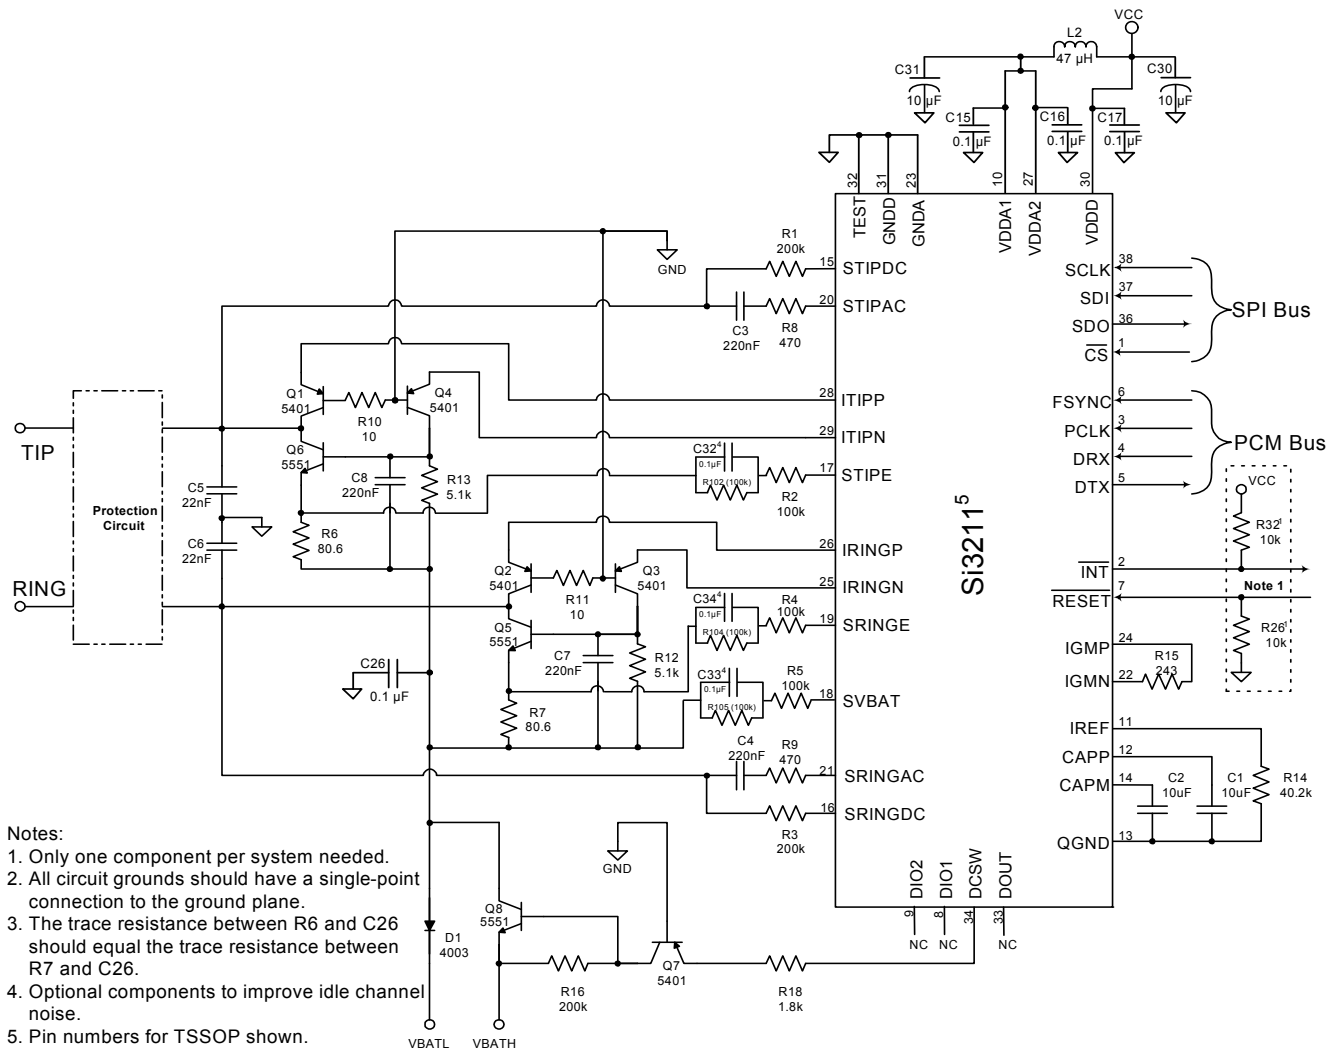 VCC
L2
47 µH
C31
10 µF
C30
10 µF
C15
0.1 µF
C16
0.1 µF
C17
0.1 µF
32
31
23
10
27
30
TEST
GNDD
GNDA
VDDA1
VDDA2
VDDD
GND
R1
200k
15
STIPDC
20
STIPAC
C3
220nF
R8
470
38
SCLK
37
SDI
36
SDO
1
CS
SPI Bus
Q1
5401
R10
10
Q4
5401
28
ITIPP
29
ITIPN
6
FSYNC
3
PCLK
4
DRX
5
DTX
PCM Bus
TIP
Q6
5551
C8
220nF
R13
5.1k
C32⁴
0.1µF
R102 (100k)
R2
100k
17
STIPE
C5
22nF
Protection
Circuit
R6
80.6
C6
22nF
Si3211⁵
VCC
R32¹
10k
26
IRINGP
RING
Q2
5401
R11
10
Q3
5401
25
IRINGN
2
INT
7
RESET
Note 1
R26¹
10k
Q5
5551
C7
220nF
R12
5.1k
C34⁴
0.1µF
R104 (100k)
R4
100k
19
SRINGE
24
IGMP
R15
243
22
IGMN
C26
0.1 µF
R7
80.6
C33⁴
0.1µF
R105 (100k)
R5
100k
18
SVBAT
11
IREF
12
CAPP
14
CAPM
C2
10uF
C1
10uF
R14
40.2k
13
QGND
C4
220nF
R9
470
21
SRINGAC
16
SRINGDC
R3
200k
GND
DIO2
DIO1
DCSW
DOUT
9
8
34
33
NC
NC
NC
Q8
5551
D1
4003
R16
200k
Q7
5401
R18
1.8k
VBATL
VBATH
Notes:
1. Only one component per system needed.
2. All circuit grounds should have a single-point
connection to the ground plane.
3. The trace resistance between R6 and C26
should equal the trace resistance between
R7 and C26.
4. Optional components to improve idle channel
noise.
5. Pin numbers for TSSOP shown.